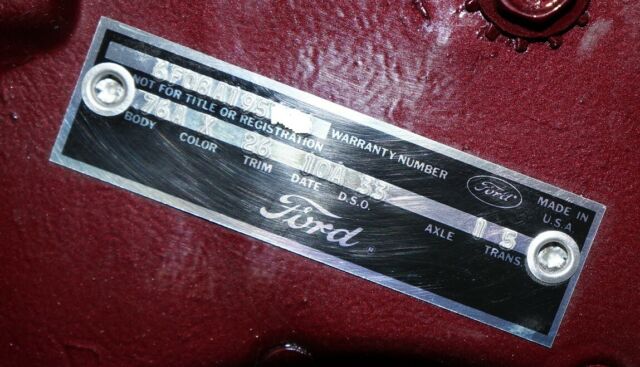 6F08A195
NOT FOR TITLE OR REGISTRATION WARRANTY NUMBER
76A X 26 10A 33 1 5
BODY COLOR TRIM DATE D.S.O. AXLE TRANS.
Ford
Ford
MADE IN
U.S.A